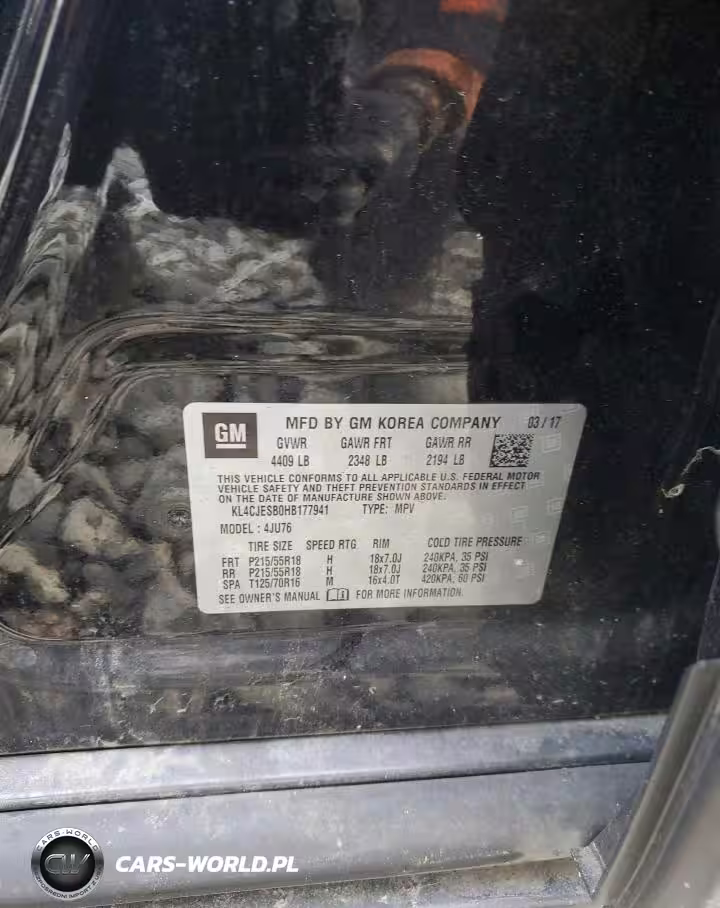 GM
MFD BY GM KOREA COMPANY 03 / 17
GVWR GAWR FRT GAWR RR
4409 LB 2348 LB 2194 LB
THIS VEHICLE CONFORMS TO ALL APPLICABLE U.S. FEDERAL MOTOR
VEHICLE SAFETY AND THEFT PREVENTION STANDARDS IN EFFECT
ON THE DATE OF MANUFACTURE SHOWN ABOVE.
KL4CJESB0HB177941 TYPE: MPV
MODEL : 4JU76
TIRE SIZE SPEED RTG RIM COLD TIRE PRESSURE
FRT P215/55R18 H 18x7.0J 240KPA, 35 PSI
RR P215/55R18 H 18x7.0J 240KPA, 35 PSI
SPA T125/70R16 M 16x4.0T 420KPA, 60 PSI
SEE OWNER'S MANUAL FOR MORE INFORMATION.
CARS-WORLD
CW
CARS-WORLD.PL